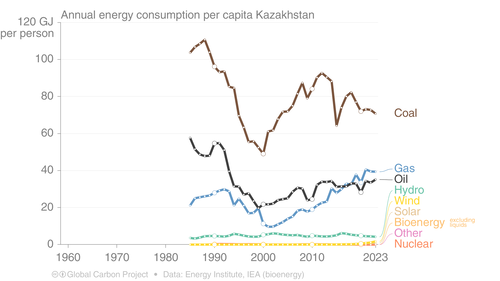 Annual energy consumption per capita Kazakhstan
120 GJ
per person
100
80
60
40
20
0
1960 1970 1980 1990 2000 2010 2023
Coal
Gas
Oil
Hydro
Wind
Solar
Bioenergy excluding liquids
Other
Nuclear
Global Carbon Project • Data: Energy Institute, IEA (bioenergy)